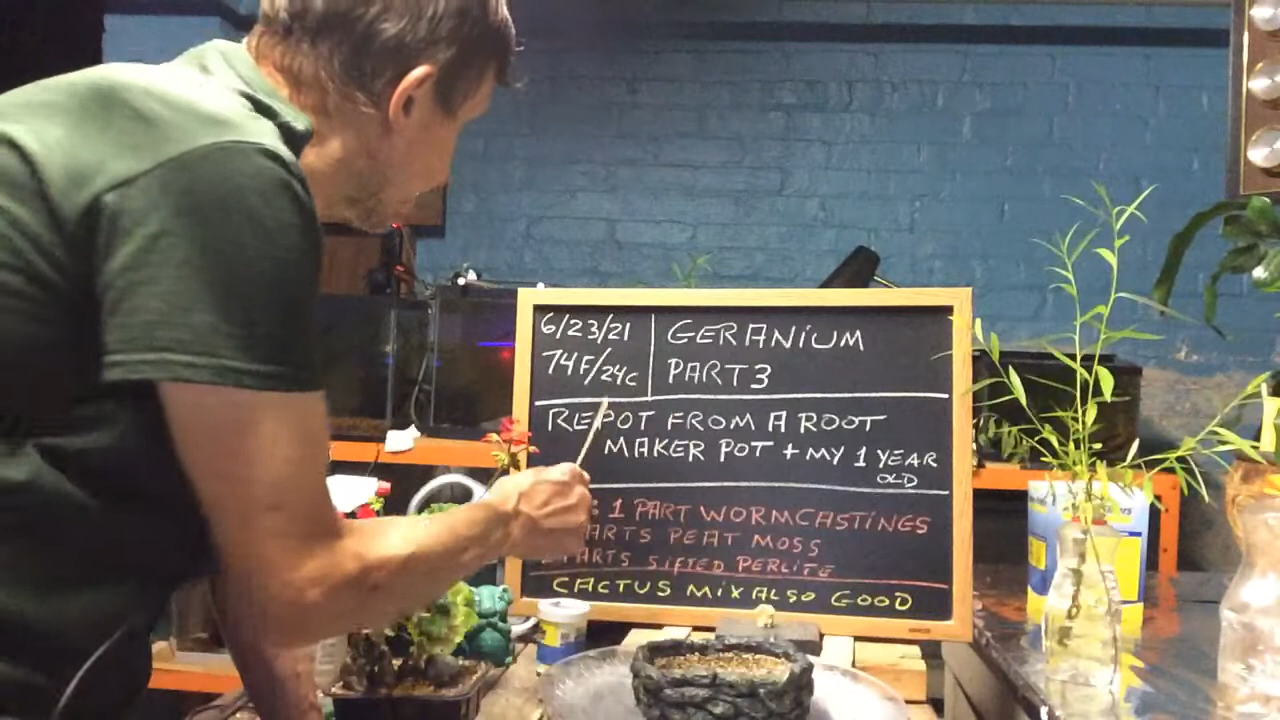 6/23/21
74F/24C
GERANIUM
PART 3
REPOT FROM A ROOT
MAKER POT + MY 1 YEAR
OLD
: 1 PART WORMCASTINGS
ARTS PEAT MOSS
PARTS SIFTED PERLITE
CACTUS MIX ALSO GOOD